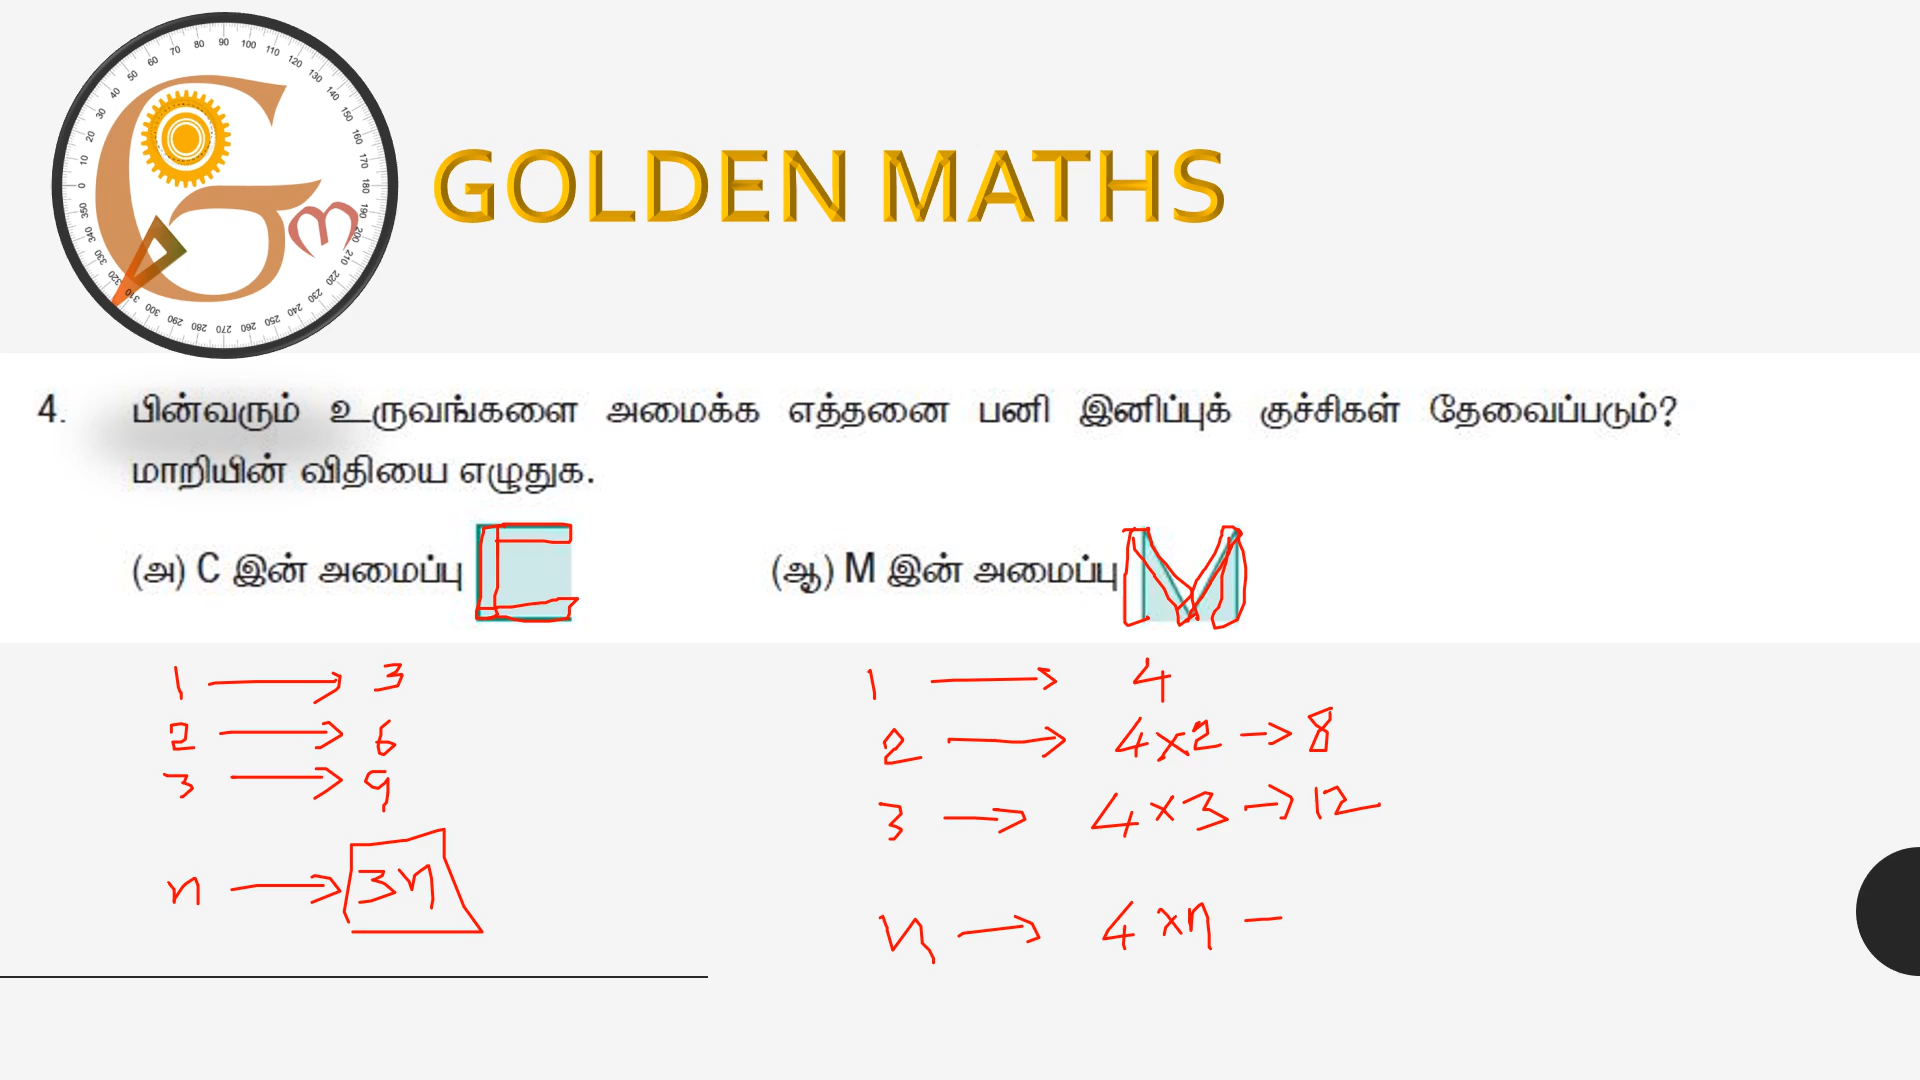 GOLDEN MATHS
4. பின்வரும் உருவங்களை அமைக்க எத்தனை பனி இனிப்புக் குச்சிகள் தேவைப்படும்?
மாறியின் விதியை எழுதுக.
(அ) C இன் அமைப்பு (ஆ) M இன் அமைப்பு
1 → 3
2 → 6
3 → 9
n → 3n
1 → 4
2 → 4×2 → 8
3 → 4×3 → 12
n → 4×n –